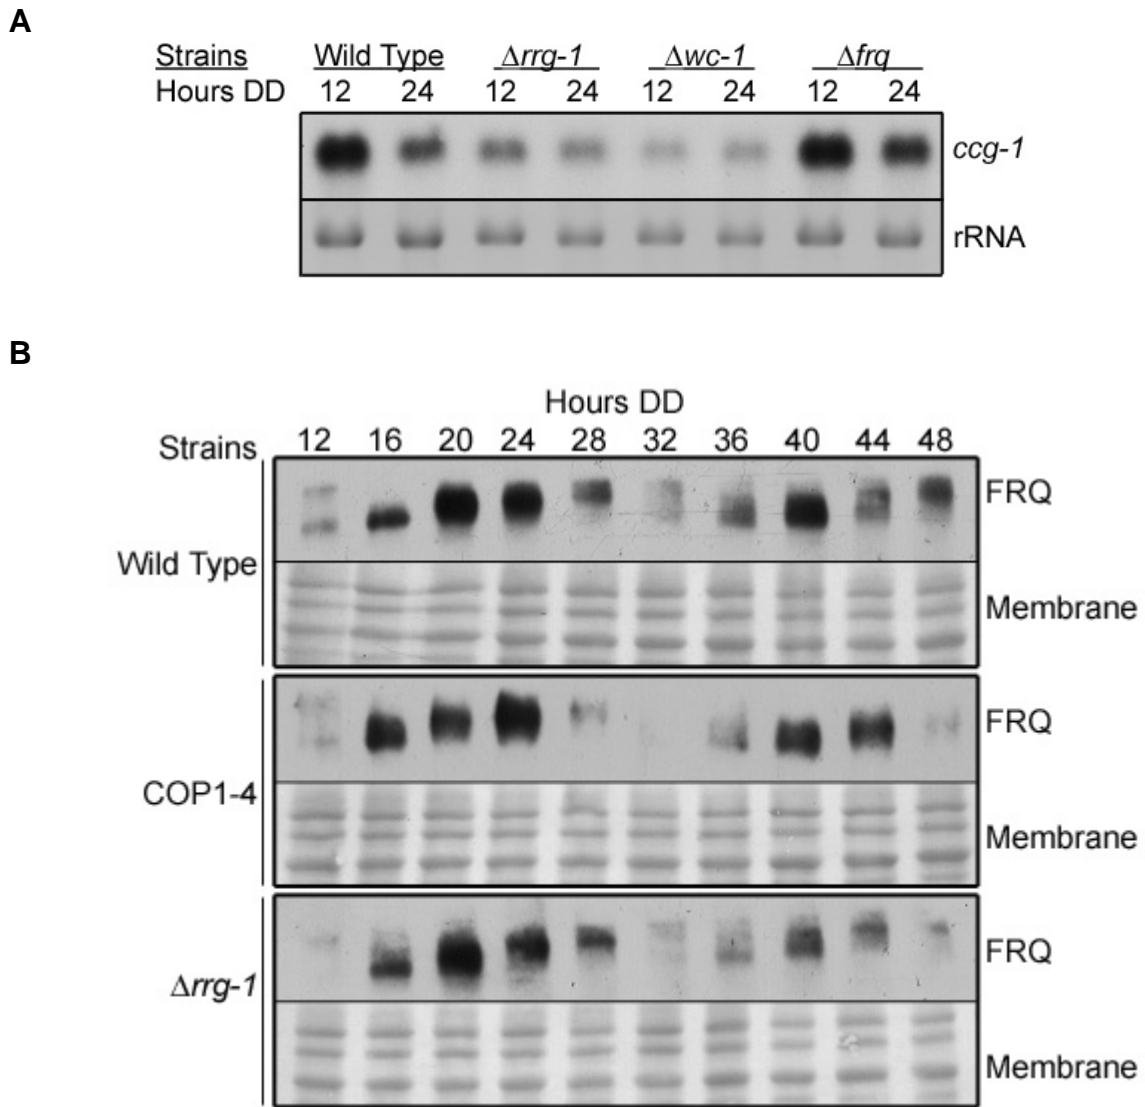 A
Strains Wild Type Δrrg-1 Δwc-1 Δfrq
Hours DD 12 24 12 24 12 24 12 24
ccg-1
rRNA
B
Hours DD
Strains 12 16 20 24 28 32 36 40 44 48
FRQ
Wild Type
Membrane
FRQ
COP1-4
Membrane
FRQ
Δrrg-1
Membrane